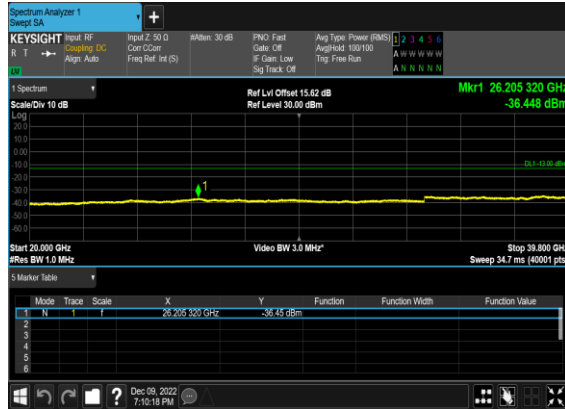 Spectrum Analyzer 1
Swept SA
KEYSIGHT Input: RF Input Z: 50 Ω #Atten: 30 dB PNO: Fast Avg Type: Power (RMS) 1 2 3 4 5 6
R T Coupling: DC Corr CCorr Gate: Off Avg|Hold: 100/100 A W W W W W
Align: Auto Freq Ref: Int (S) IF Gain: Low Trig: Free Run
Sig Track: Off A N N N N N
1 Spectrum Ref Lvl Offset 15.62 dB Mkr1 26.205 320 GHz
Scale/Div 10 dB Ref Level 30.00 dBm -36.448 dBm
Log
20.0
10.0
0.00
-10.0 DL1 -13.00 dBm
-20.0
-30.0 1
-40.0
-50.0
-60.0
Start 20.000 GHz Video BW 3.0 MHz* Stop 39.800 GHz
#Res BW 1.0 MHz Sweep 34.7 ms (40001 pts)
5 Marker Table
Mode Trace Scale X Y Function Function Width Function Value
1 N 1 f 26.205 320 GHz -36.45 dBm
2
3
4
5
6
? Dec 09, 2022
7:10:18 PM